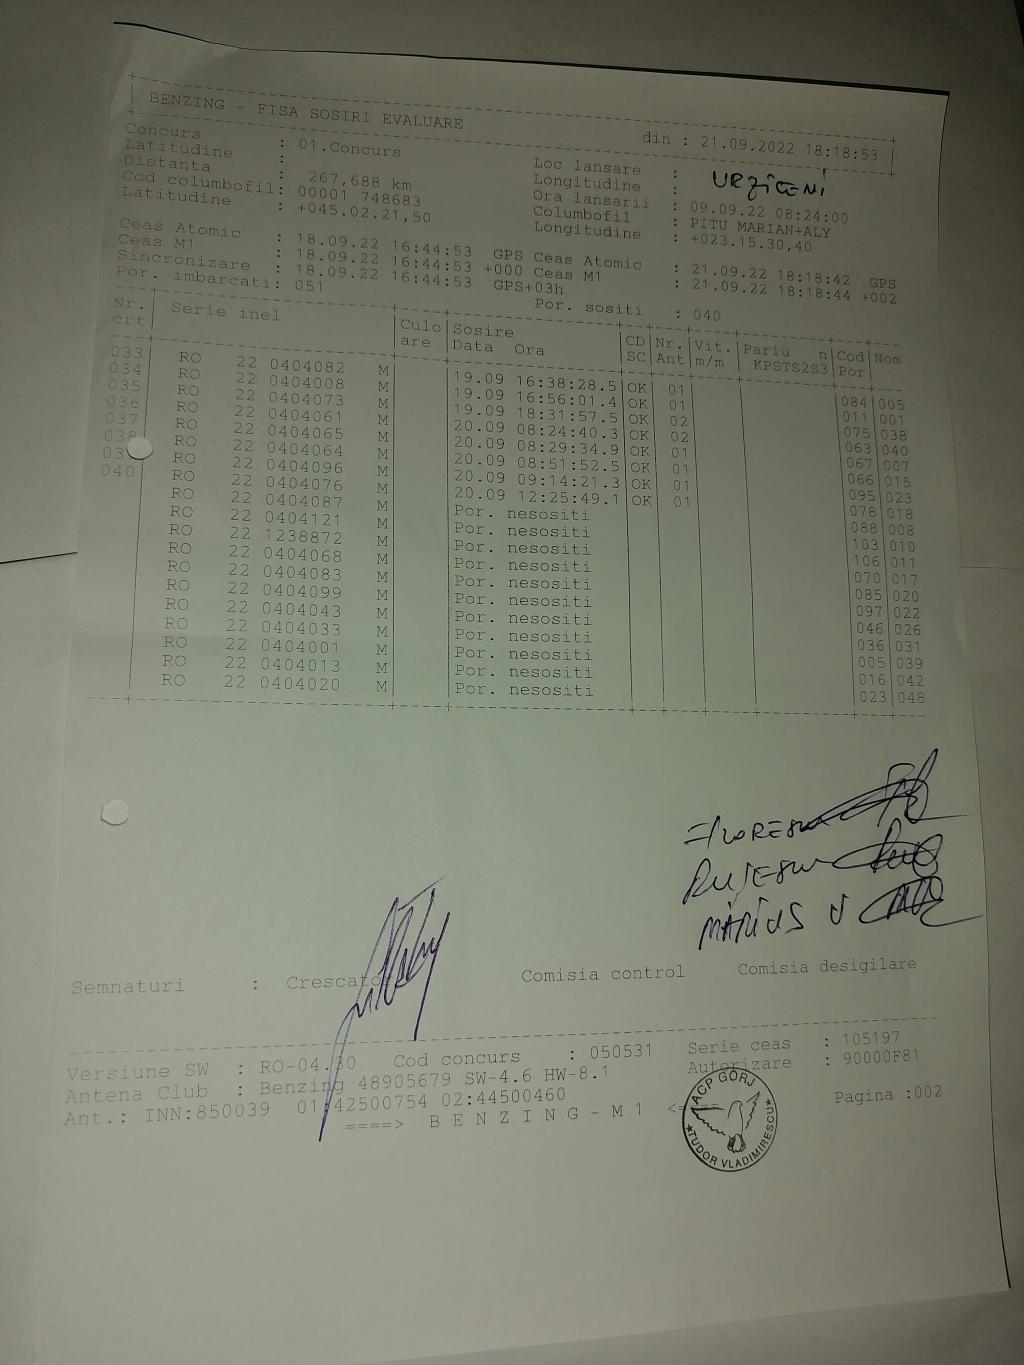 BENZING - FISA SOSIRI EVALUARE din : 21.09.2022 18:18:53
Concurs : 01.Concurs Loc lansare : URZICENI
Latitudine : Longitudine :
Distanta : 267,688 km Ora lansarii : 09.09.22 08:24:00
Cod columbofil: 00001 748683 Columbofil : PITU MARIAN+ALY
Latitudine : +045.02.21,50 Longitudine : +023.15.30,40
Ceas Atomic : 18.09.22 16:44:53 GPS Ceas Atomic : 21.09.22 18:18:42 GPS
Ceas M1 : 18.09.22 16:44:53 +000 Ceas M1 : 21.09.22 18:18:44 +002
Sincronizare : 18.09.22 16:44:53 GPS+03h
Por. imbarcati: 051 Por. sositi : 040
Nr. Serie inel Culo Sosire CD Nr. Vit. Pariu n Cod Nom
crt are Data Ora SC Ant m/m KPSTS2S3 Por
033 RO 22 0404082 M 19.09 16:38:28.5 OK 01 084 005
034 RO 22 0404008 M 19.09 16:56:01.4 OK 01 011 001
035 RO 22 0404073 M 19.09 18:31:57.5 OK 02 075 038
036 RO 22 0404061 M 20.09 08:24:40.3 OK 02 063 040
037 RO 22 0404065 M 20.09 08:29:34.9 OK 01 067 007
038 RO 22 0404064 M 20.09 08:51:52.5 OK 01 066 015
03 RO 22 0404096 M 20.09 09:14:21.3 OK 01 095 023
040 RO 22 0404076 M 20.09 12:25:49.1 OK 01 078 018
RO 22 0404087 M Por. nesositi 088 008
RO 22 0404121 M Por. nesositi 103 010
RO 22 1238872 M Por. nesositi 106 011
RO 22 0404068 M Por. nesositi 070 017
RO 22 0404083 M Por. nesositi 085 020
RO 22 0404099 M Por. nesositi 097 022
RO 22 0404043 M Por. nesositi 046 026
RO 22 0404033 M Por. nesositi 036 031
RO 22 0404001 M Por. nesositi 005 039
RO 22 0404013 M Por. nesositi 016 042
RO 22 0404020 M Por. nesositi 023 048
MARIUS V
Semnaturi : Crescator Comisia control Comisia desigilare
Versiune SW : RO-04.30 Cod concurs : 050531 Serie ceas : 105197
Antena Club : Benzing 48905679 SW-4.6 HW-8.1 Autorizare : 90000F81
Ant.: INN:850039 01:42500754 02:44500460
====> B E N Z I N G - M 1 <==== Pagina :002
ACP GORJ
*TUDOR VLADIMIRESCU*